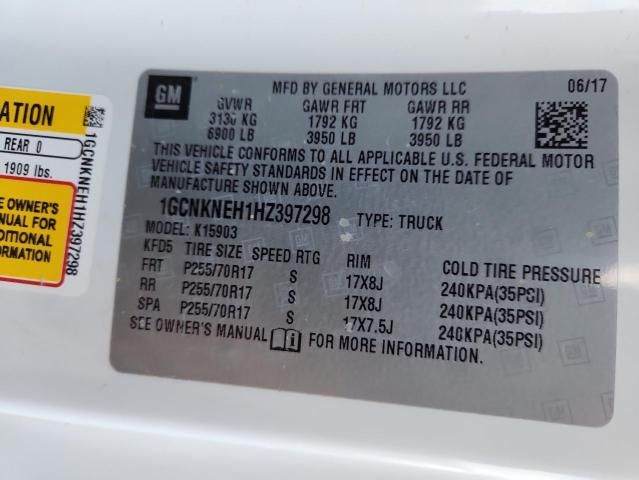 ATION
REAR 0
1909 lbs.
E OWNER'S
NUAL FOR
DITIONAL
ORMATION
1GCNKNEH1HZ397298
GM
MFD BY GENERAL MOTORS LLC 06/17
GVWR GAWR FRT GAWR RR
3130 KG 1792 KG 1792 KG
6900 LB 3950 LB 3950 LB
THIS VEHICLE CONFORMS TO ALL APPLICABLE U.S. FEDERAL MOTOR
VEHICLE SAFETY STANDARDS IN EFFECT ON THE DATE OF
MANUFACTURE SHOWN ABOVE.
1GCNKNEH1HZ397298 TYPE: TRUCK
MODEL: K15903
KFD5 TIRE SIZE SPEED RTG RIM COLD TIRE PRESSURE
FRT P255/70R17 S 17X8J 240KPA(35PSI)
RR P255/70R17 S 17X8J 240KPA(35PSI)
SPA P255/70R17 S 17X7.5J 240KPA(35PSI)
SEE OWNER'S MANUAL FOR MORE INFORMATION.